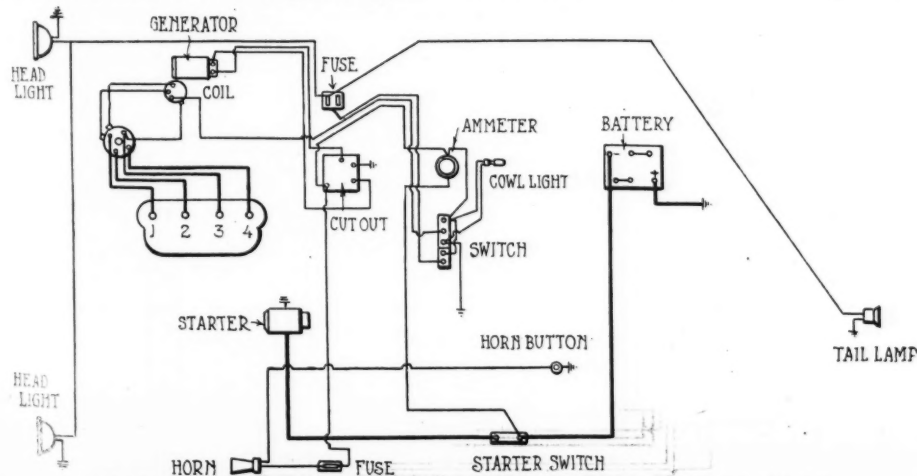 GENERATOR
HEAD
LIGHT
COIL
FUSE
AMMETER
BATTERY
- +
COWL LIGHT
1 2 3 4
CUT OUT
SWITCH
STARTER
HORN BUTTON
TAIL LAMP
HEAD
LIGHT
HORN
FUSE
STARTER SWITCH